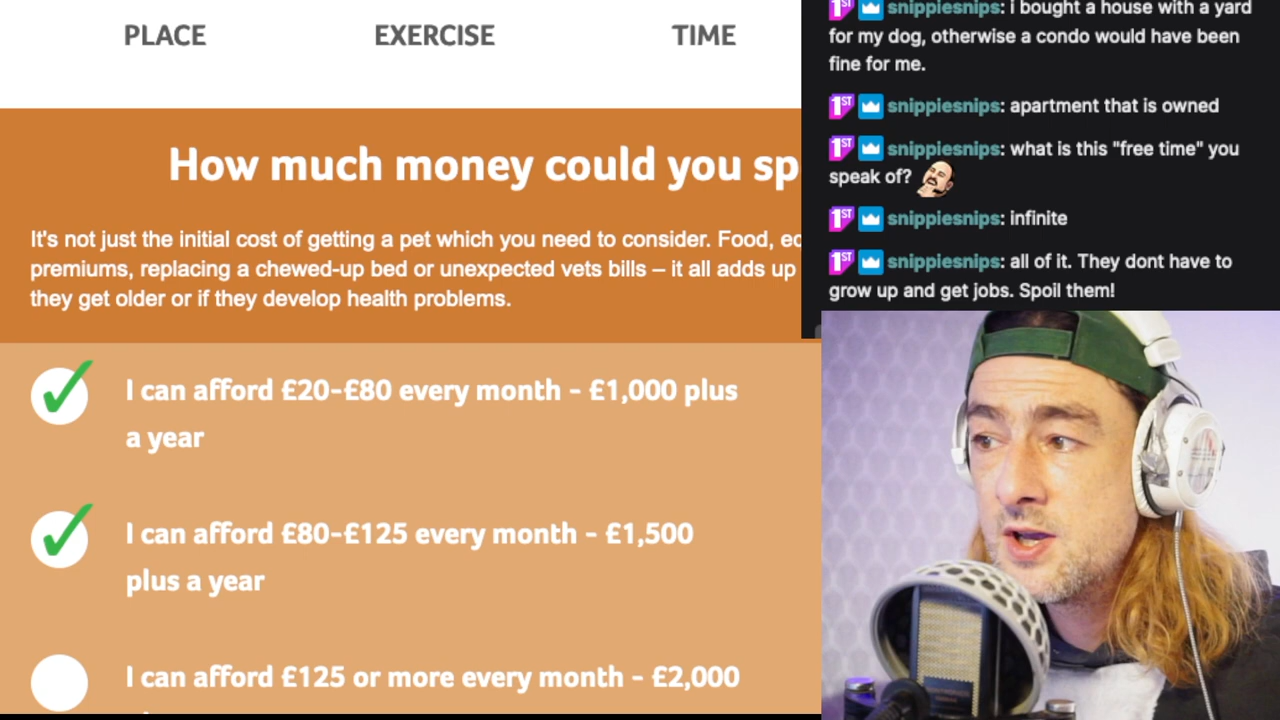 PLACE
EXERCISE
TIME
How much money could you sp
It's not just the initial cost of getting a pet which you need to consider. Food, ec
premiums, replacing a chewed-up bed or unexpected vets bills – it all adds up
they get older or if they develop health problems.
I can afford £20-£80 every month - £1,000 plus
a year
I can afford £80-£125 every month - £1,500
plus a year
I can afford £125 or more every month - £2,000
1ST snippiesnips: i bought a house with a yard
for my dog, otherwise a condo would have been
fine for me.
1ST snippiesnips: apartment that is owned
1ST snippiesnips: what is this "free time" you
speak of?
1ST snippiesnips: infinite
1ST snippiesnips: all of it. They dont have to
grow up and get jobs. Spoil them!